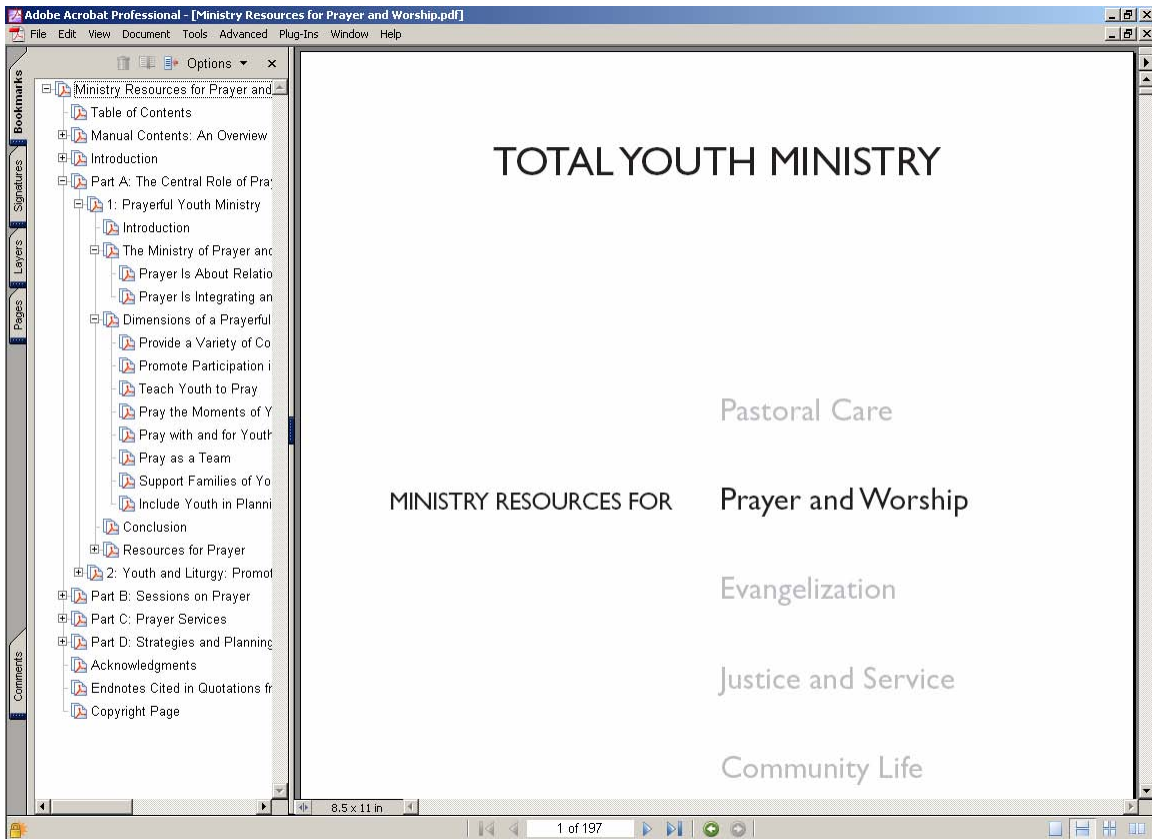 Adobe Acrobat Professional - [Ministry Resources for Prayer and Worship.pdf]
File Edit View Document Tools Advanced Plug-Ins Window Help
Options
Bookmarks
Signatures
Layers
Pages
Comments
Ministry Resources for Prayer and
Table of Contents
Manual Contents: An Overview
Introduction
Part A: The Central Role of Pra
1: Prayerful Youth Ministry
Introduction
The Ministry of Prayer and
Prayer Is About Relatio
Prayer Is Integrating an
Dimensions of a Prayerful
Provide a Variety of Co
Promote Participation i
Teach Youth to Pray
Pray the Moments of Y
Pray with and for Youth
Pray as a Team
Support Families of Yo
Include Youth in Planni
Conclusion
Resources for Prayer
2: Youth and Liturgy: Promot
Part B: Sessions on Prayer
Part C: Prayer Services
Part D: Strategies and Planning
Acknowledgments
Endnotes Cited in Quotations fr
Copyright Page
TOTAL YOUTH MINISTRY
Pastoral Care
MINISTRY RESOURCES FOR Prayer and Worship
Evangelization
Justice and Service
Community Life
8.5 x 11 in
1 of 197